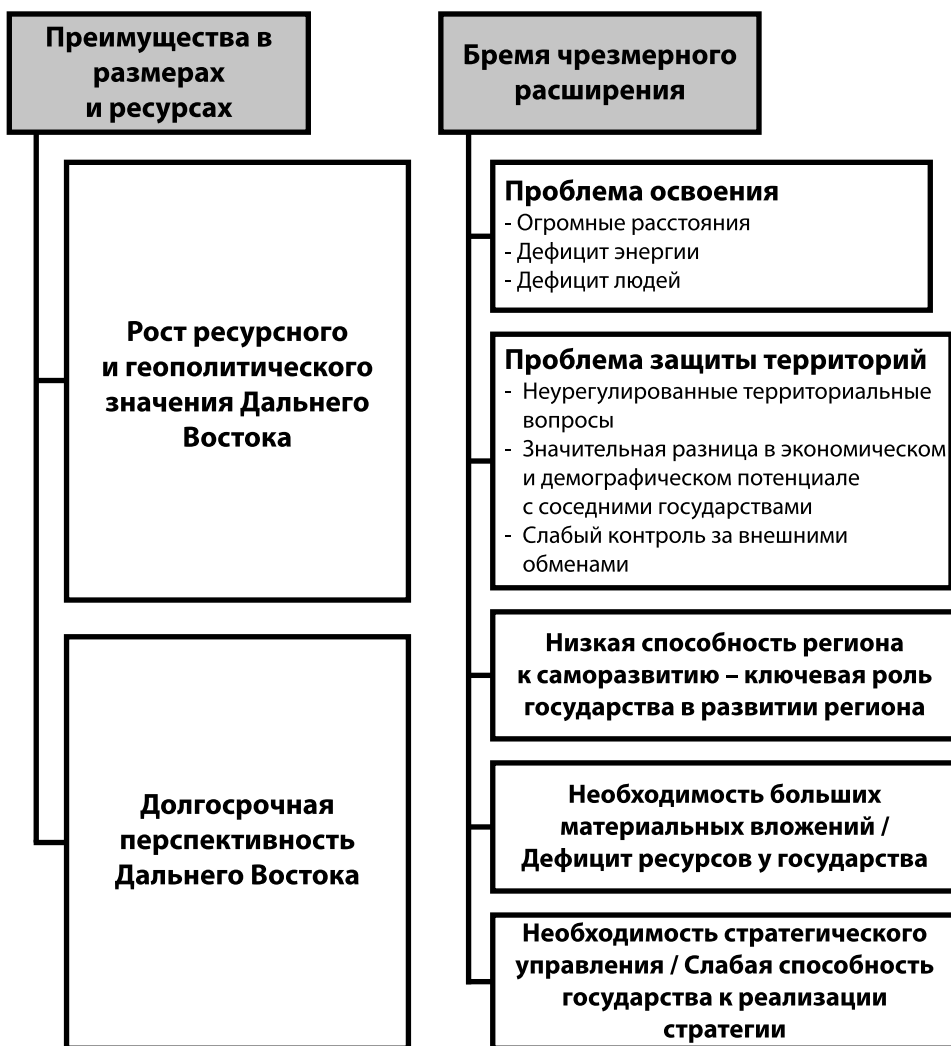 Преимущества в
размерах
и ресурсах
Рост ресурсного
и геополитического
значения Дальнего
Востока
Долгосрочная
перспективность
Дальнего Востока
Бремя чрезмерного
расширения
Проблема освоения
- Огромные расстояния
- Дефицит энергии
- Дефицит людей
Проблема защиты территорий
- Неурегулированные территориальные
вопросы
- Значительная разница в экономическом
и демографическом потенциале
с соседними государствами
- Слабый контроль за внешними
обменами
Низкая способность региона
к саморазвитию – ключевая роль
государства в развитии региона
Необходимость больших
материальных вложений /
Дефицит ресурсов у государства
Необходимость стратегического
управления / Слабая способность
государства к реализации
стратегии